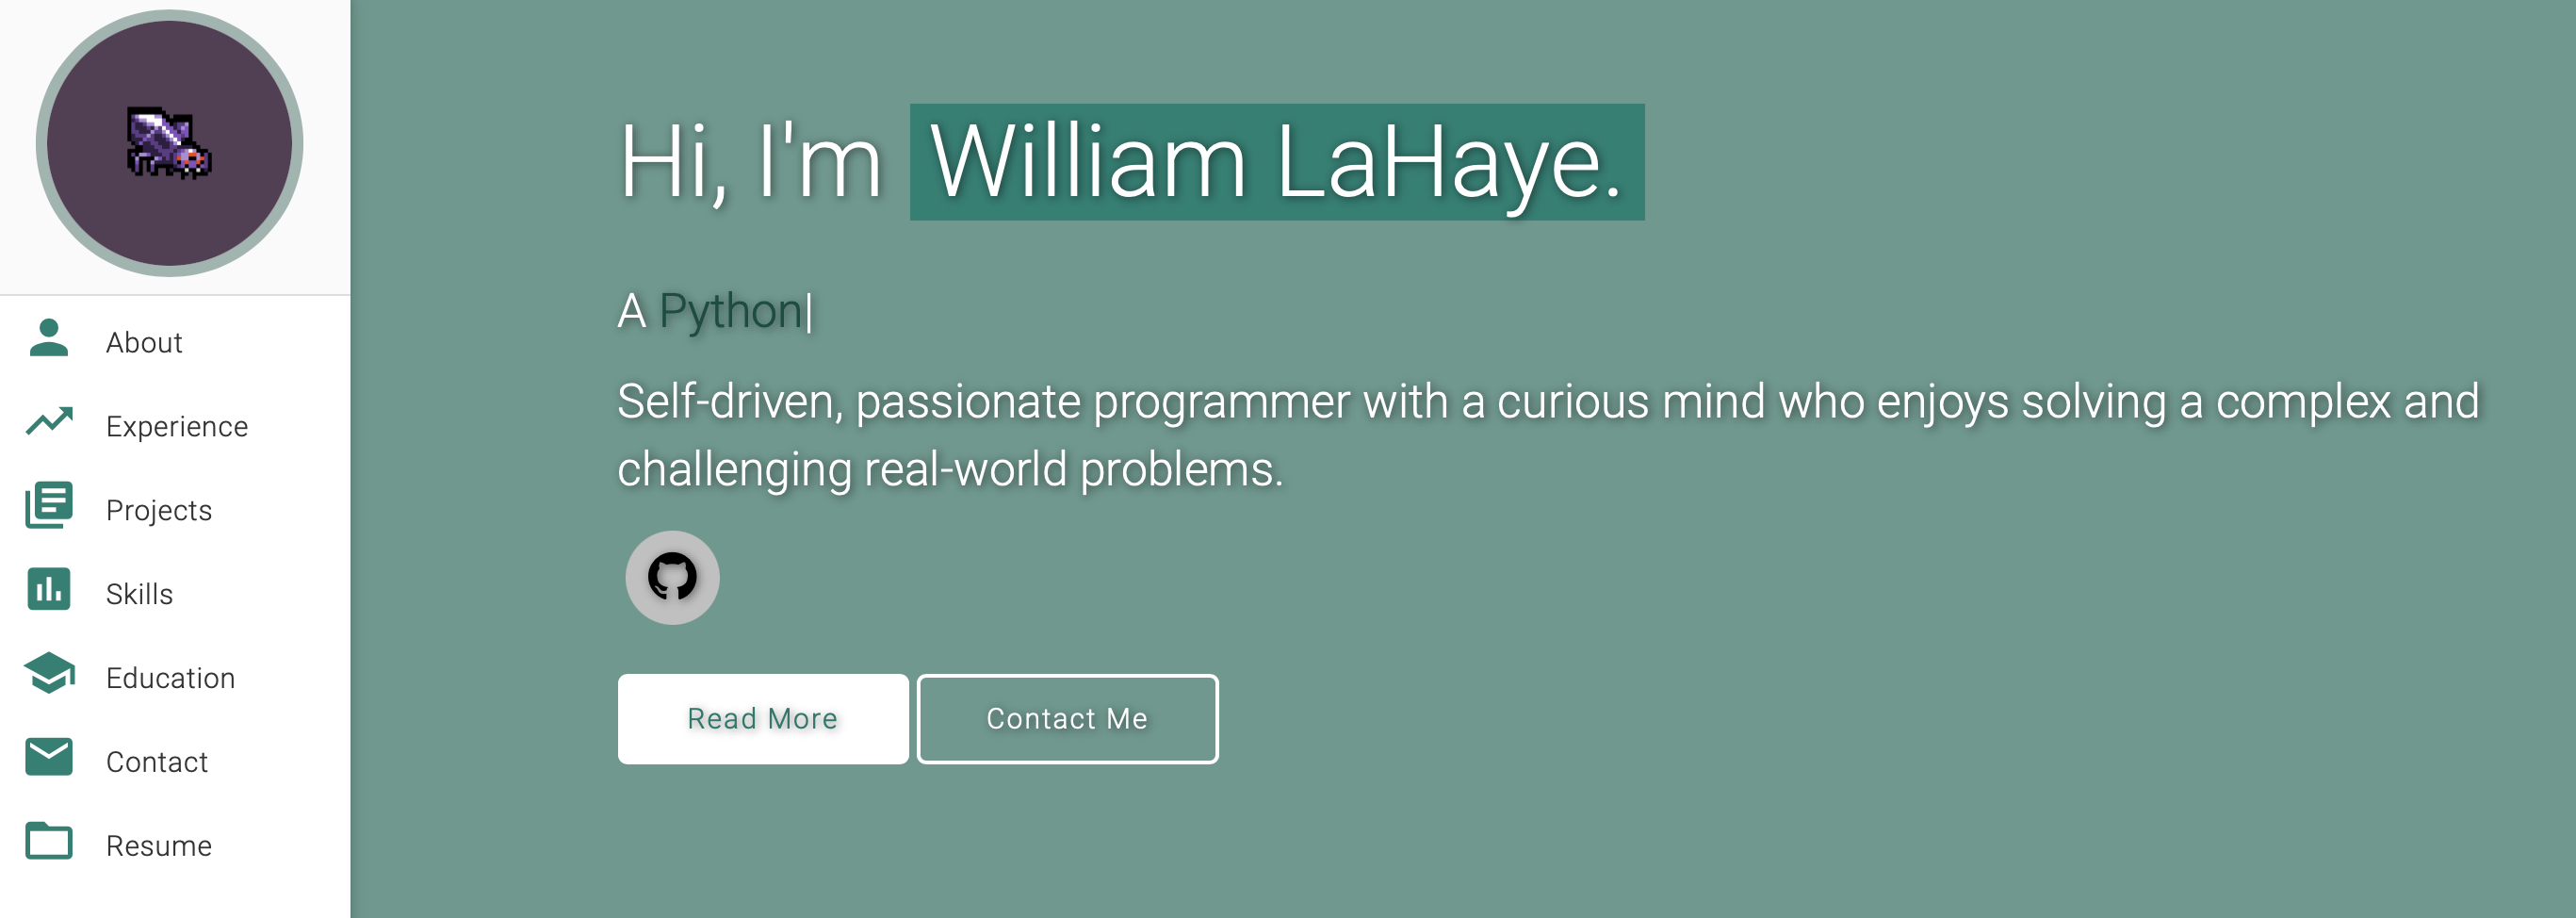 About
Experience
Projects
Skills
Education
Contact
Resume
Hi, I'm William LaHaye.
A Python|
Self-driven, passionate programmer with a curious mind who enjoys solving a complex and
challenging real-world problems.
Read More
Contact Me